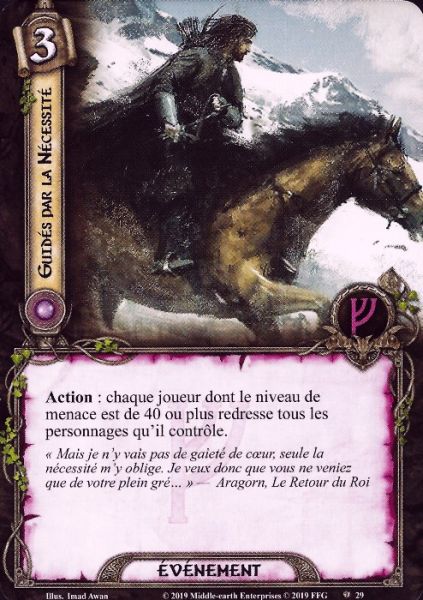 3
GUIDÉS PAR LA NÉCESSITÉ
Action : chaque joueur dont le niveau de
menace est de 40 ou plus redresse tous les
personnages qu'il contrôle.
« Mais je n'y vais pas de gaieté de cœur, seule la
nécessité m'y oblige. Je veux donc que vous ne veniez
que de votre plein gré… » — Aragorn, Le Retour du Roi
ÉVÉNEMENT
Illus. Imad Awan
© 2019 Middle-earth Enterprises © 2019 FFG
29